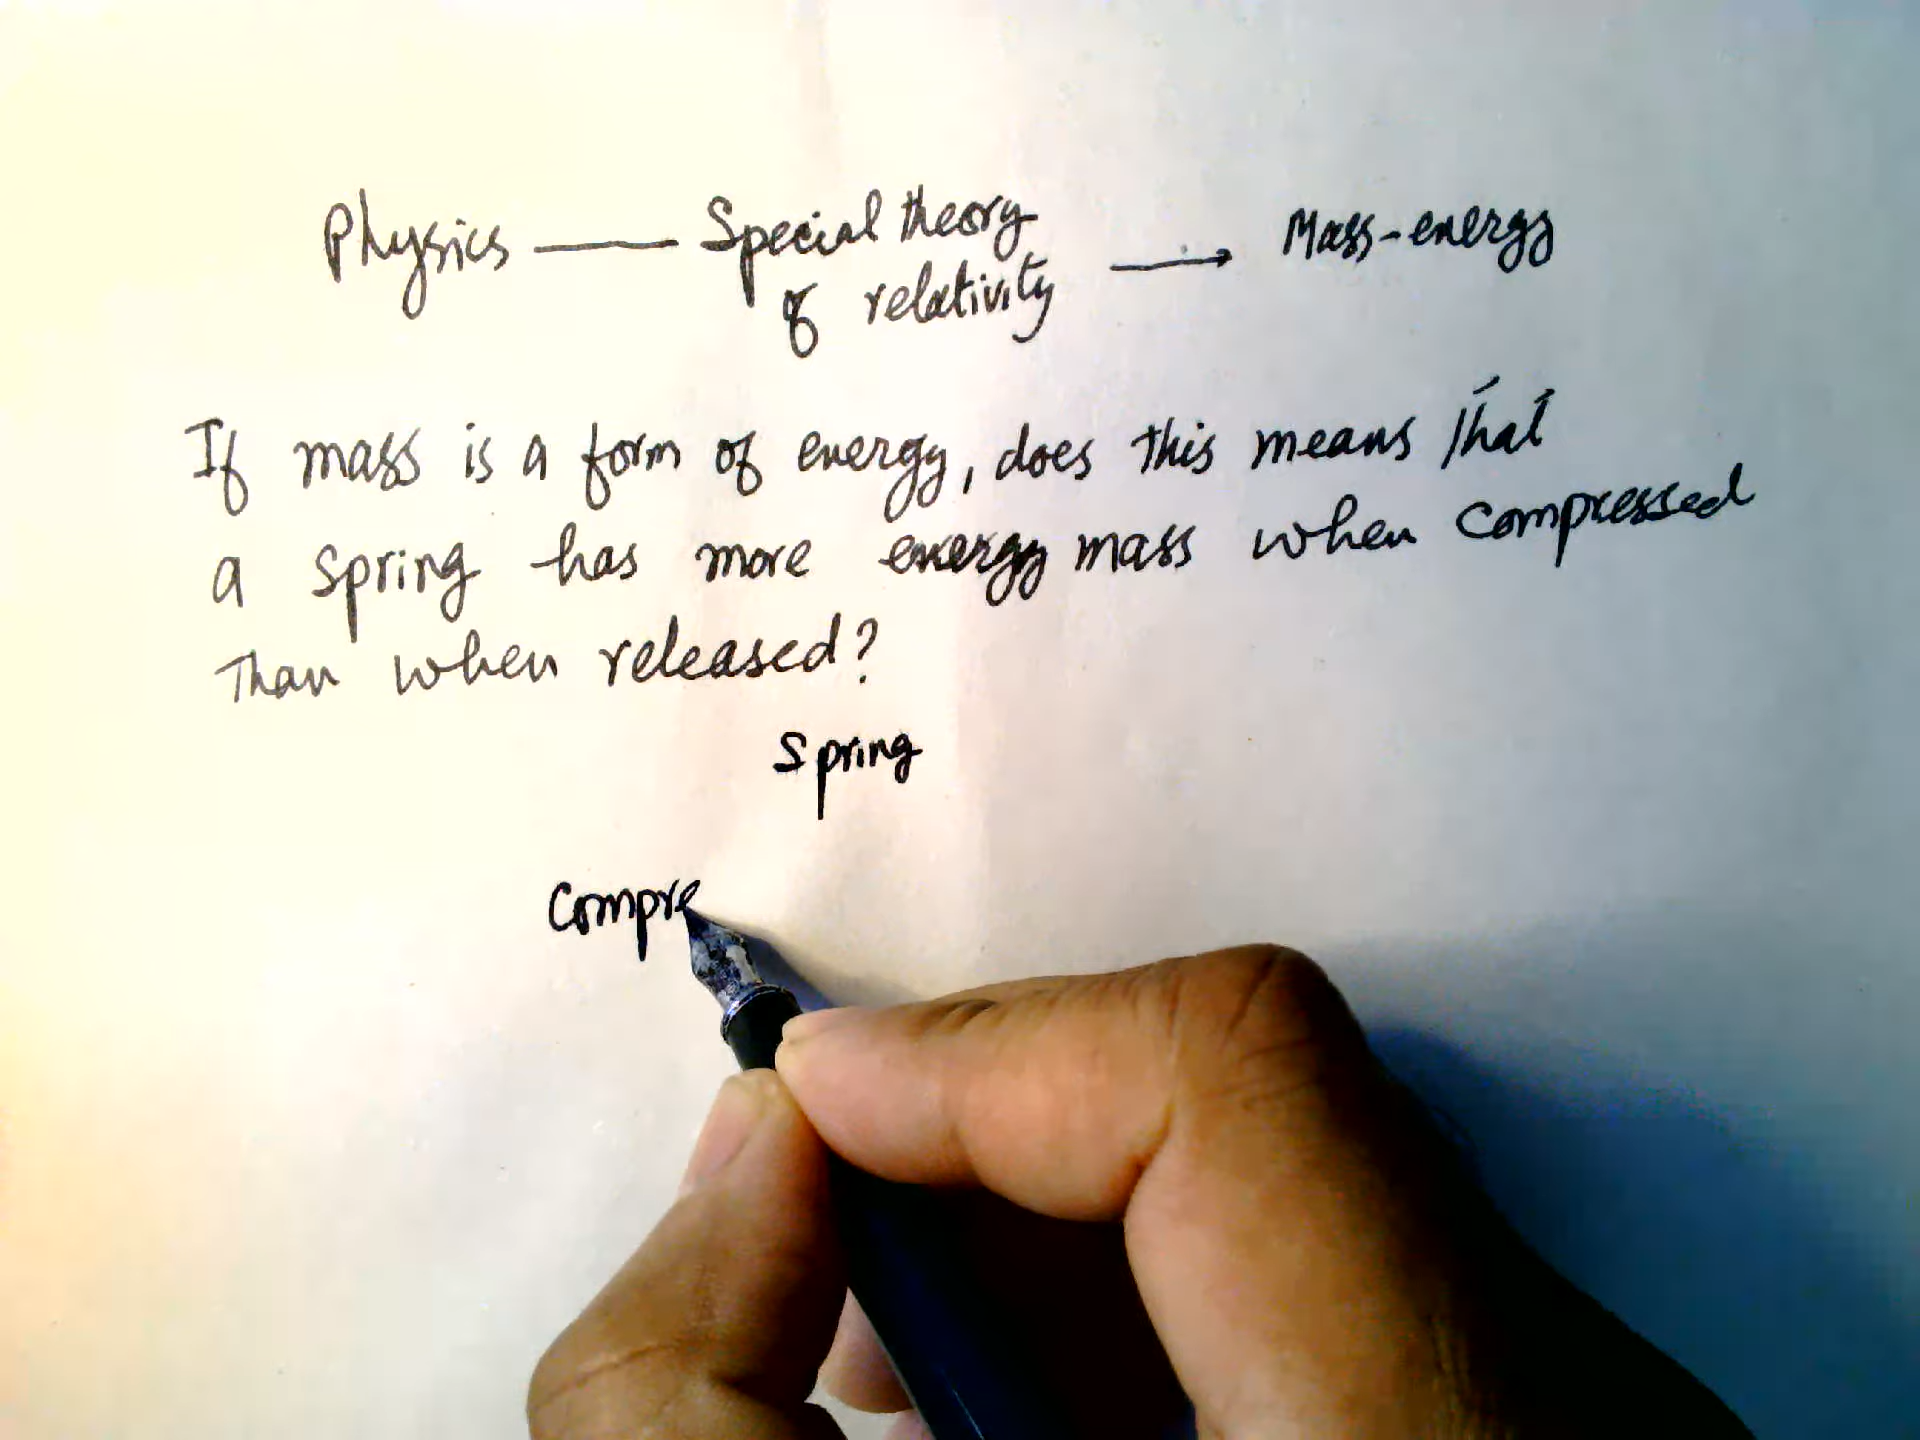 Physics — Special theory of relativity → Mass-energy
If mass is a form of energy, does this means that
a spring has more energy mass when compressed
than when released?
Spring
Compre